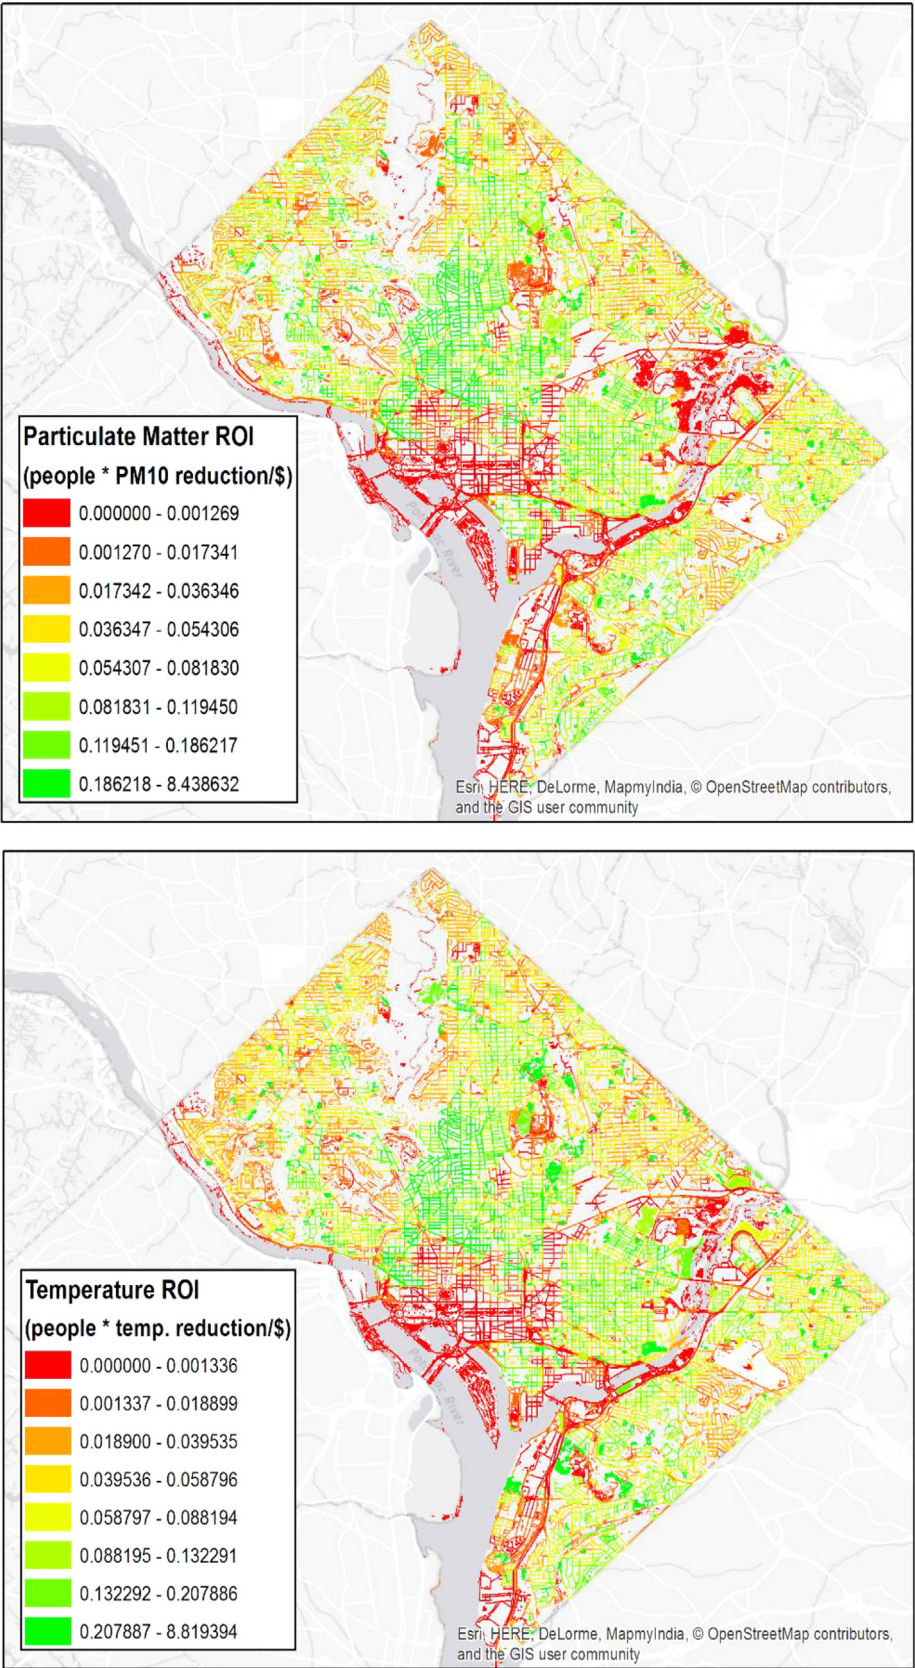 Particulate Matter ROI
(people * PM10 reduction/$)
0.000000 - 0.001269
0.001270 - 0.017341
0.017342 - 0.036346
0.036347 - 0.054306
0.054307 - 0.081830
0.081831 - 0.119450
0.119451 - 0.186217
0.186218 - 8.438632
River
Esri, HERE, DeLorme, MapmyIndia, © OpenStreetMap contributors,
and the GIS user community
Temperature ROI
(people * temp. reduction/$)
0.000000 - 0.001336
0.001337 - 0.018899
0.018900 - 0.039535
0.039536 - 0.058796
0.058797 - 0.088194
0.088195 - 0.132291
0.132292 - 0.207886
0.207887 - 8.819394
River
Esri, HERE, DeLorme, MapmyIndia, © OpenStreetMap contributors,
and the GIS user community